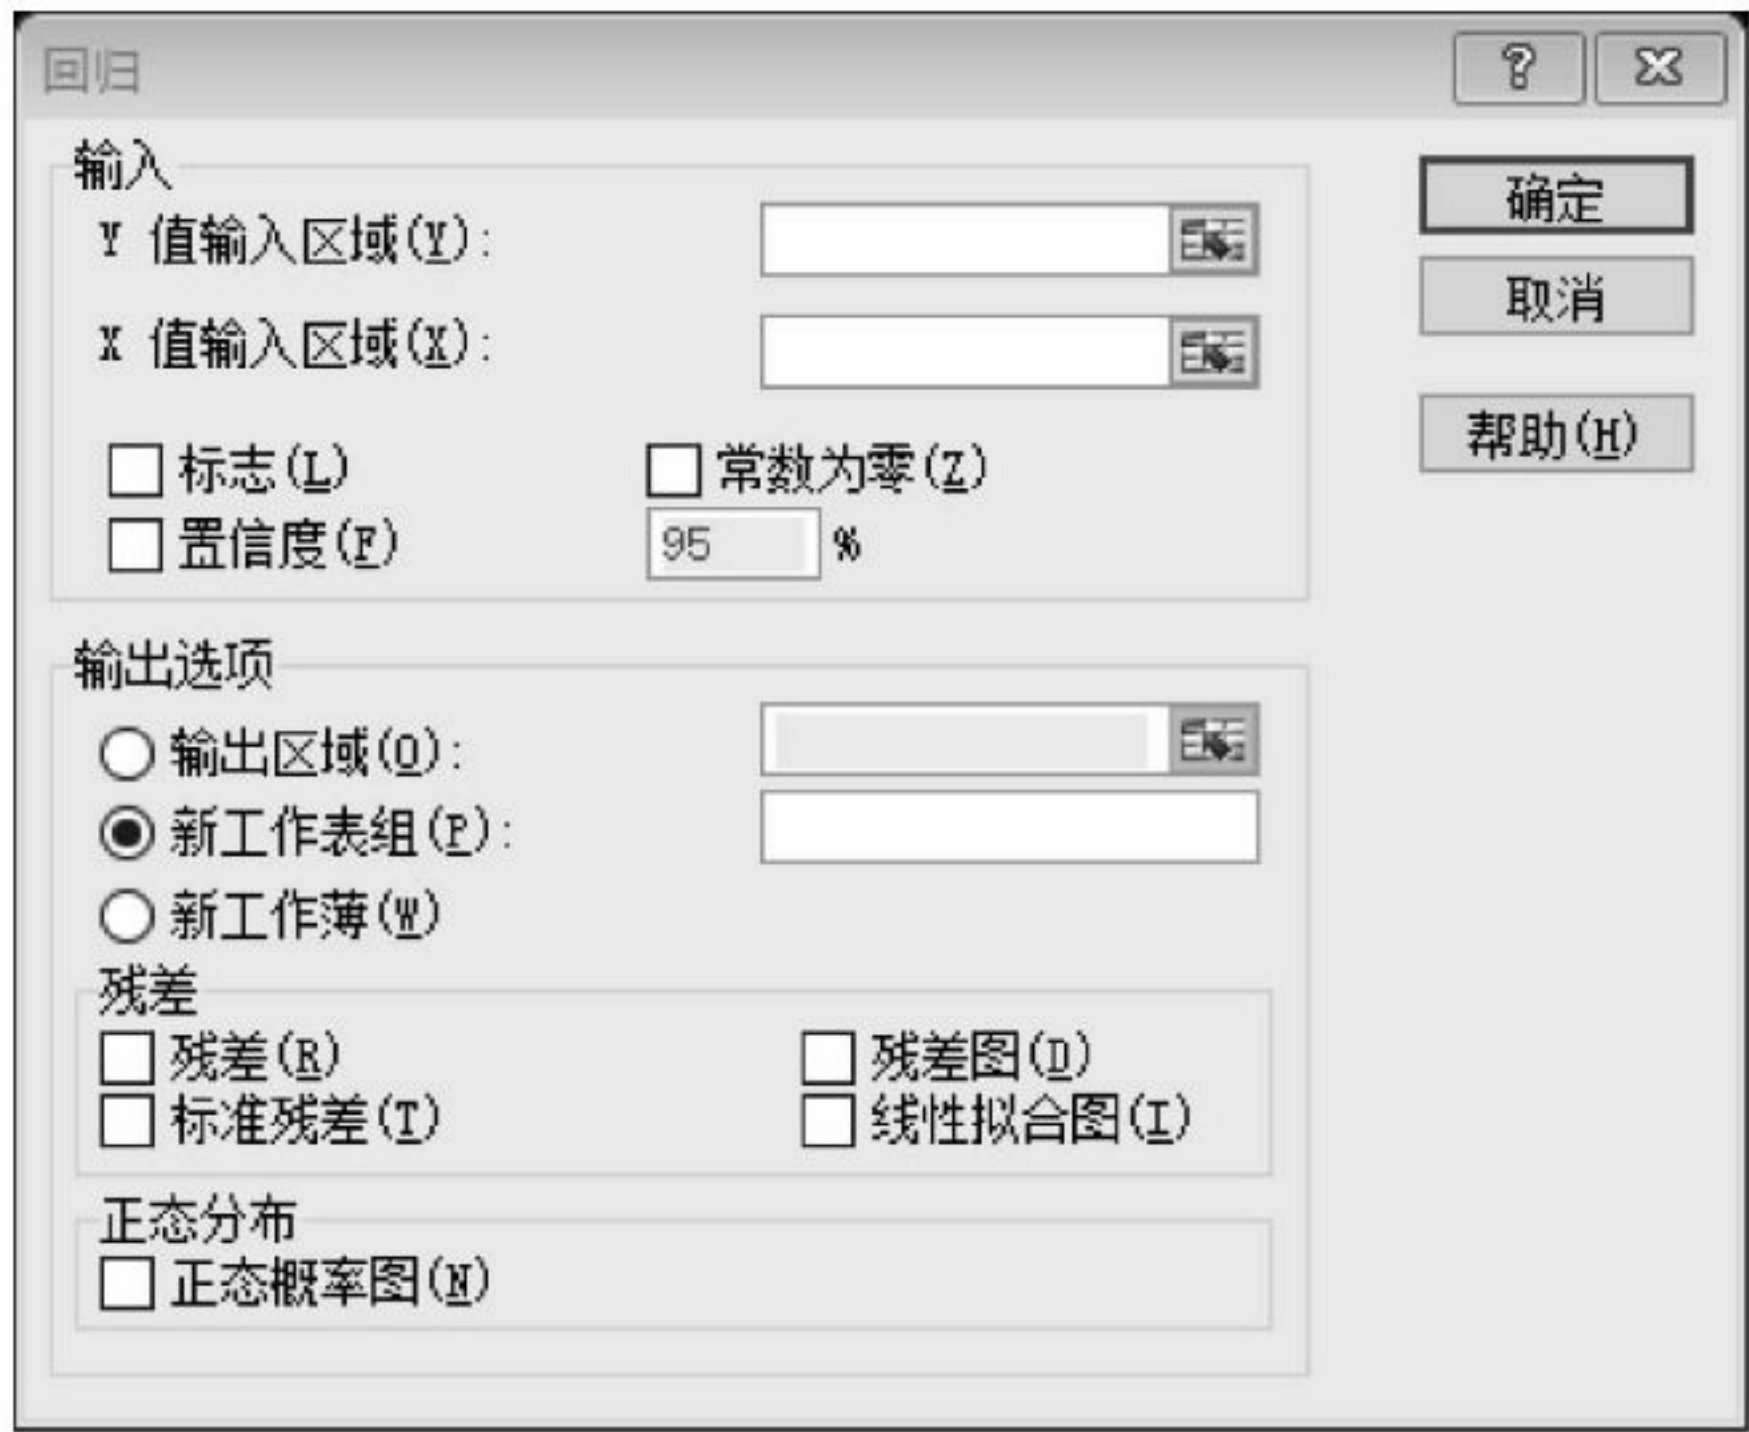 回归
输入
Y 值输入区域(Y):
X 值输入区域(X):
标志(L)
常数为零(Z)
置信度(F)
95 %
确定
取消
帮助(H)
输出选项
输出区域(O):
新工作表组(P):
新工作薄(W)
残差
残差(R)
残差图(D)
标准残差(T)
线性拟合图(I)
正态分布
正态概率图(N)